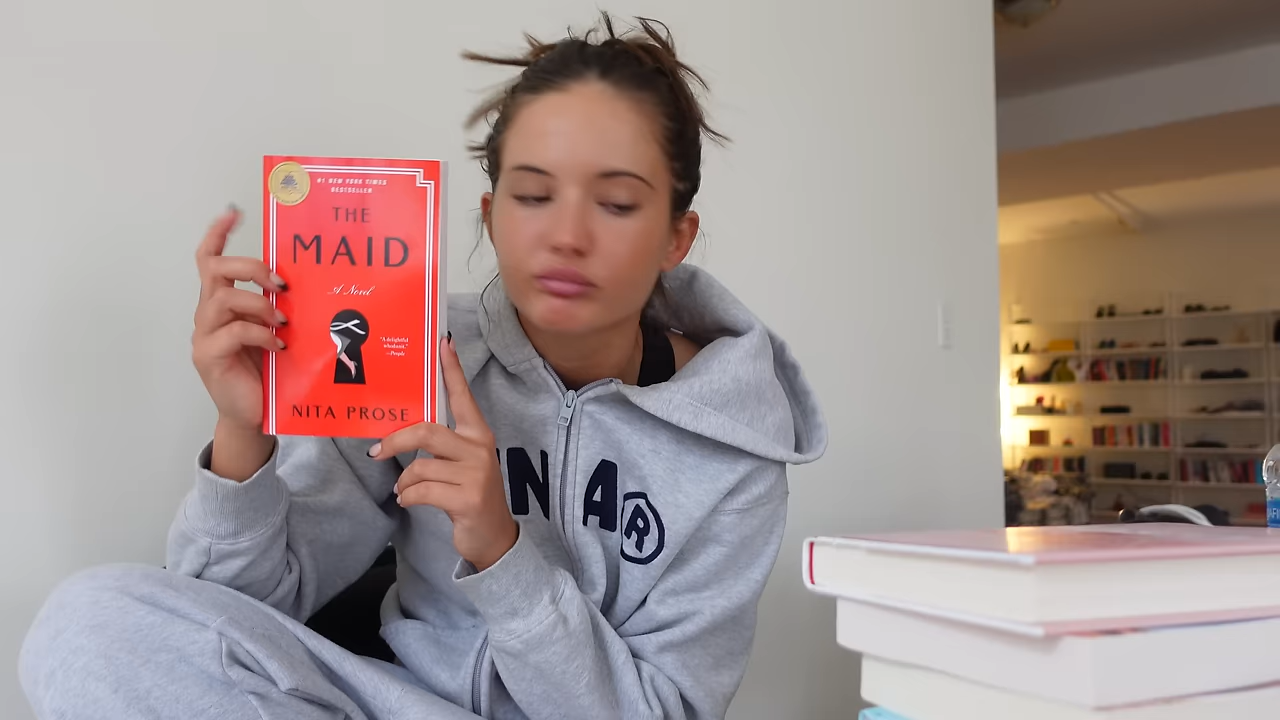 #1 NEW YORK TIMES
BESTSELLER
THE
MAID
A Novel
"A delightful
whodunit."
—People
NITA PROSE
A®